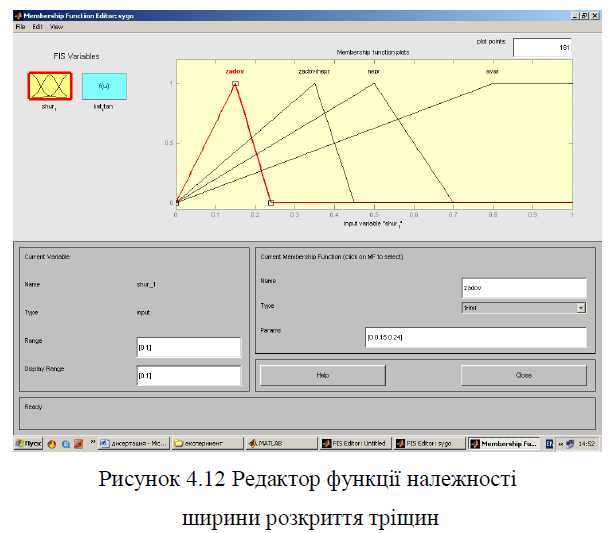 Membership Function Editor: sygo
File Edit View
FIS Variables
plot points:
181
Membership function plots
zadov
zadov/nepr
nepr
avar
f(u)
shur_1
1
0.5
0
0 0.1 0.2 0.3 0.4 0.5 0.6 0.7 0.8 0.9 1
input variable "shur_1"
Current Variable
Current Membership Function (click on MF to select)
Name shur_1
Name zadov
Type input
Type trimf
Params [0 0.15 0.24]
Range [0 1]
Display Range [0 1]
Help Close
Ready
Пуск » дисертація - Mic... експеримент MATLAB FIS Editor: Untitled FIS Editor: sygo Membership Fu... EN « 14:52
Рисунок 4.12 Редактор функції належності
ширини розкриття тріщин